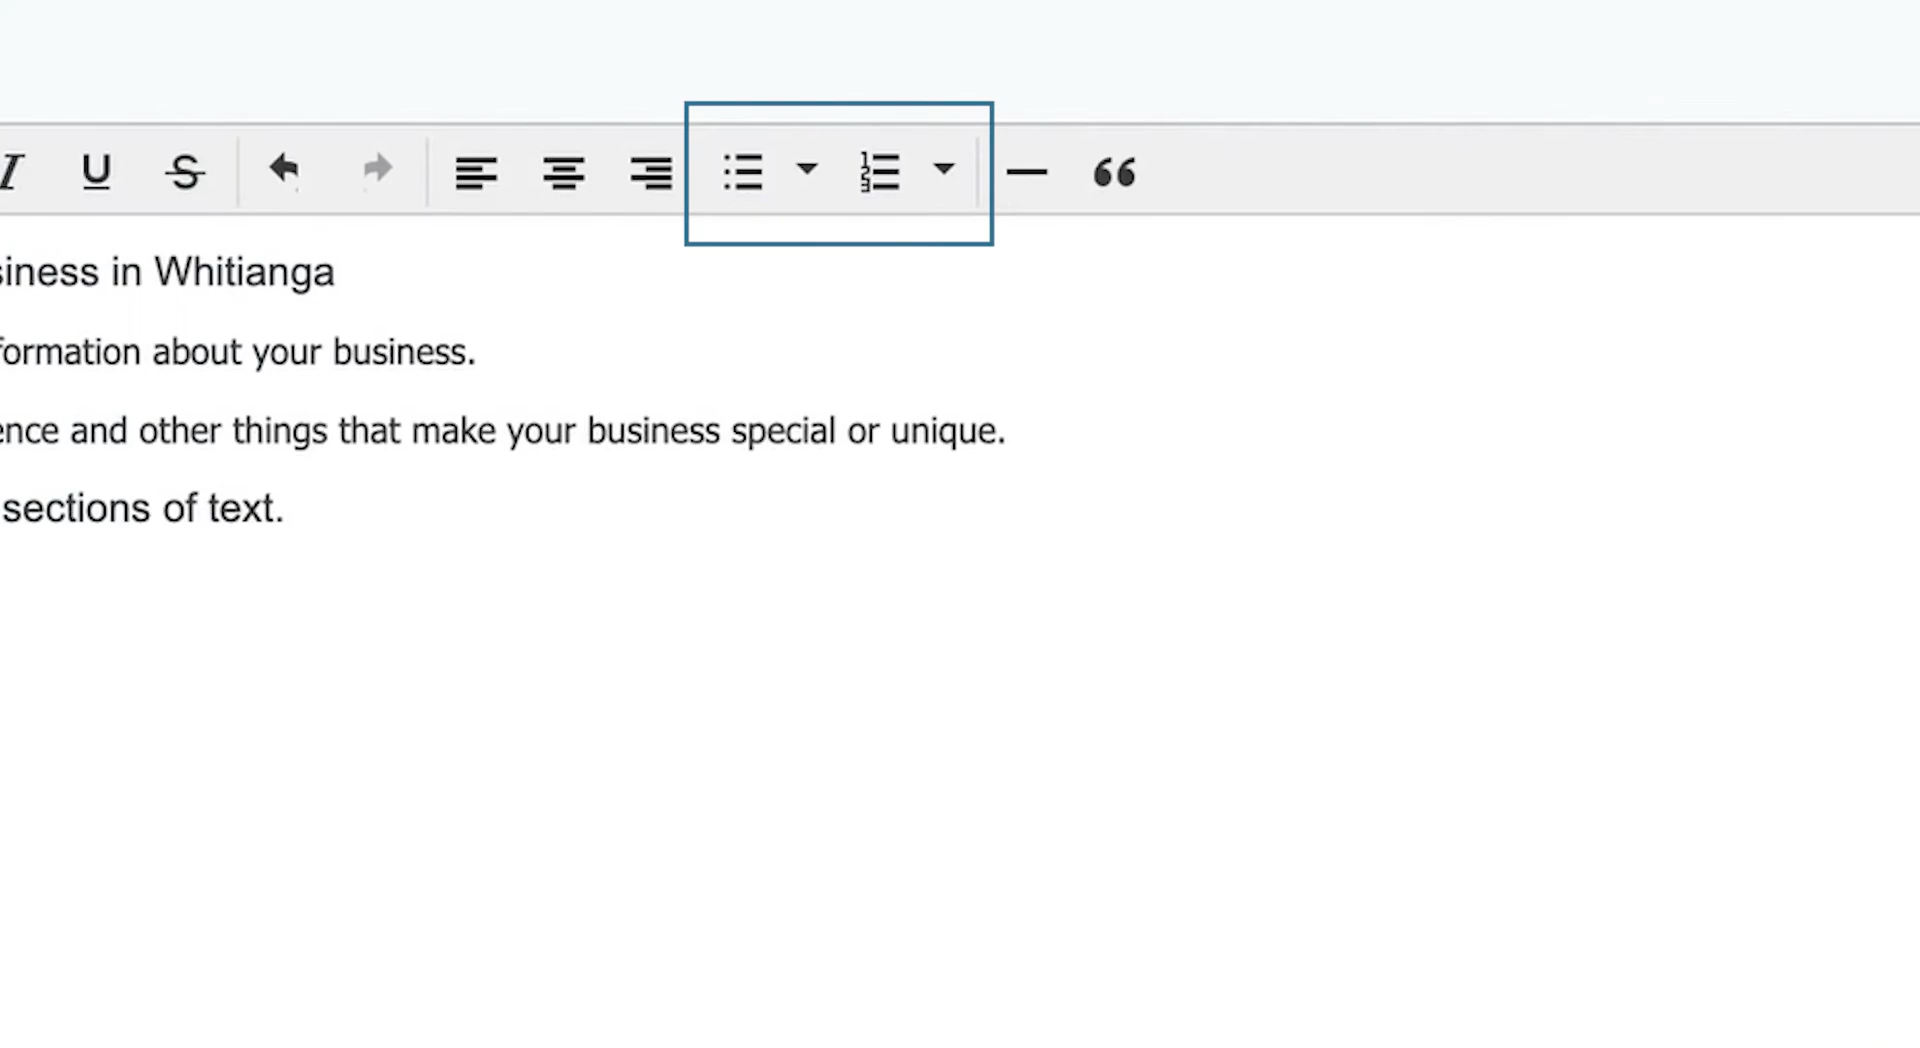 siness in Whitianga
formation about your business.
ence and other things that make your business special or unique.
sections of text.